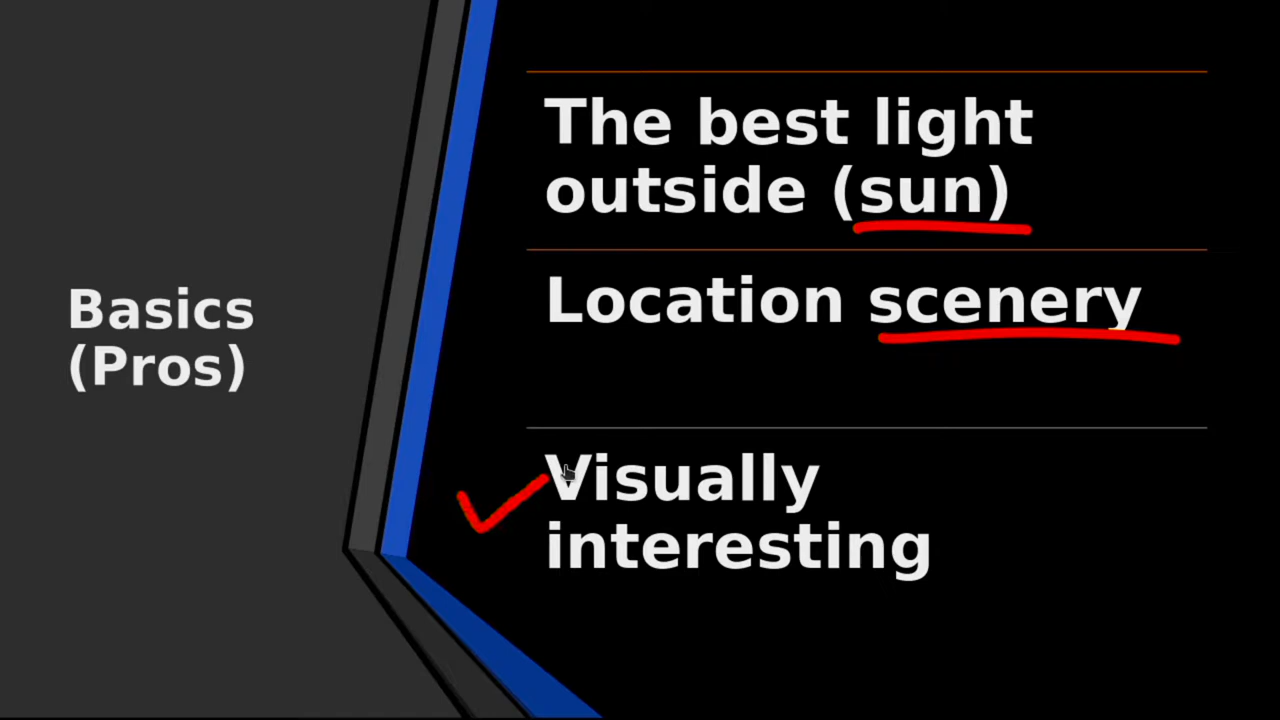 Basics
(Pros)
The best light
outside (sun)
Location scenery
Visually
interesting